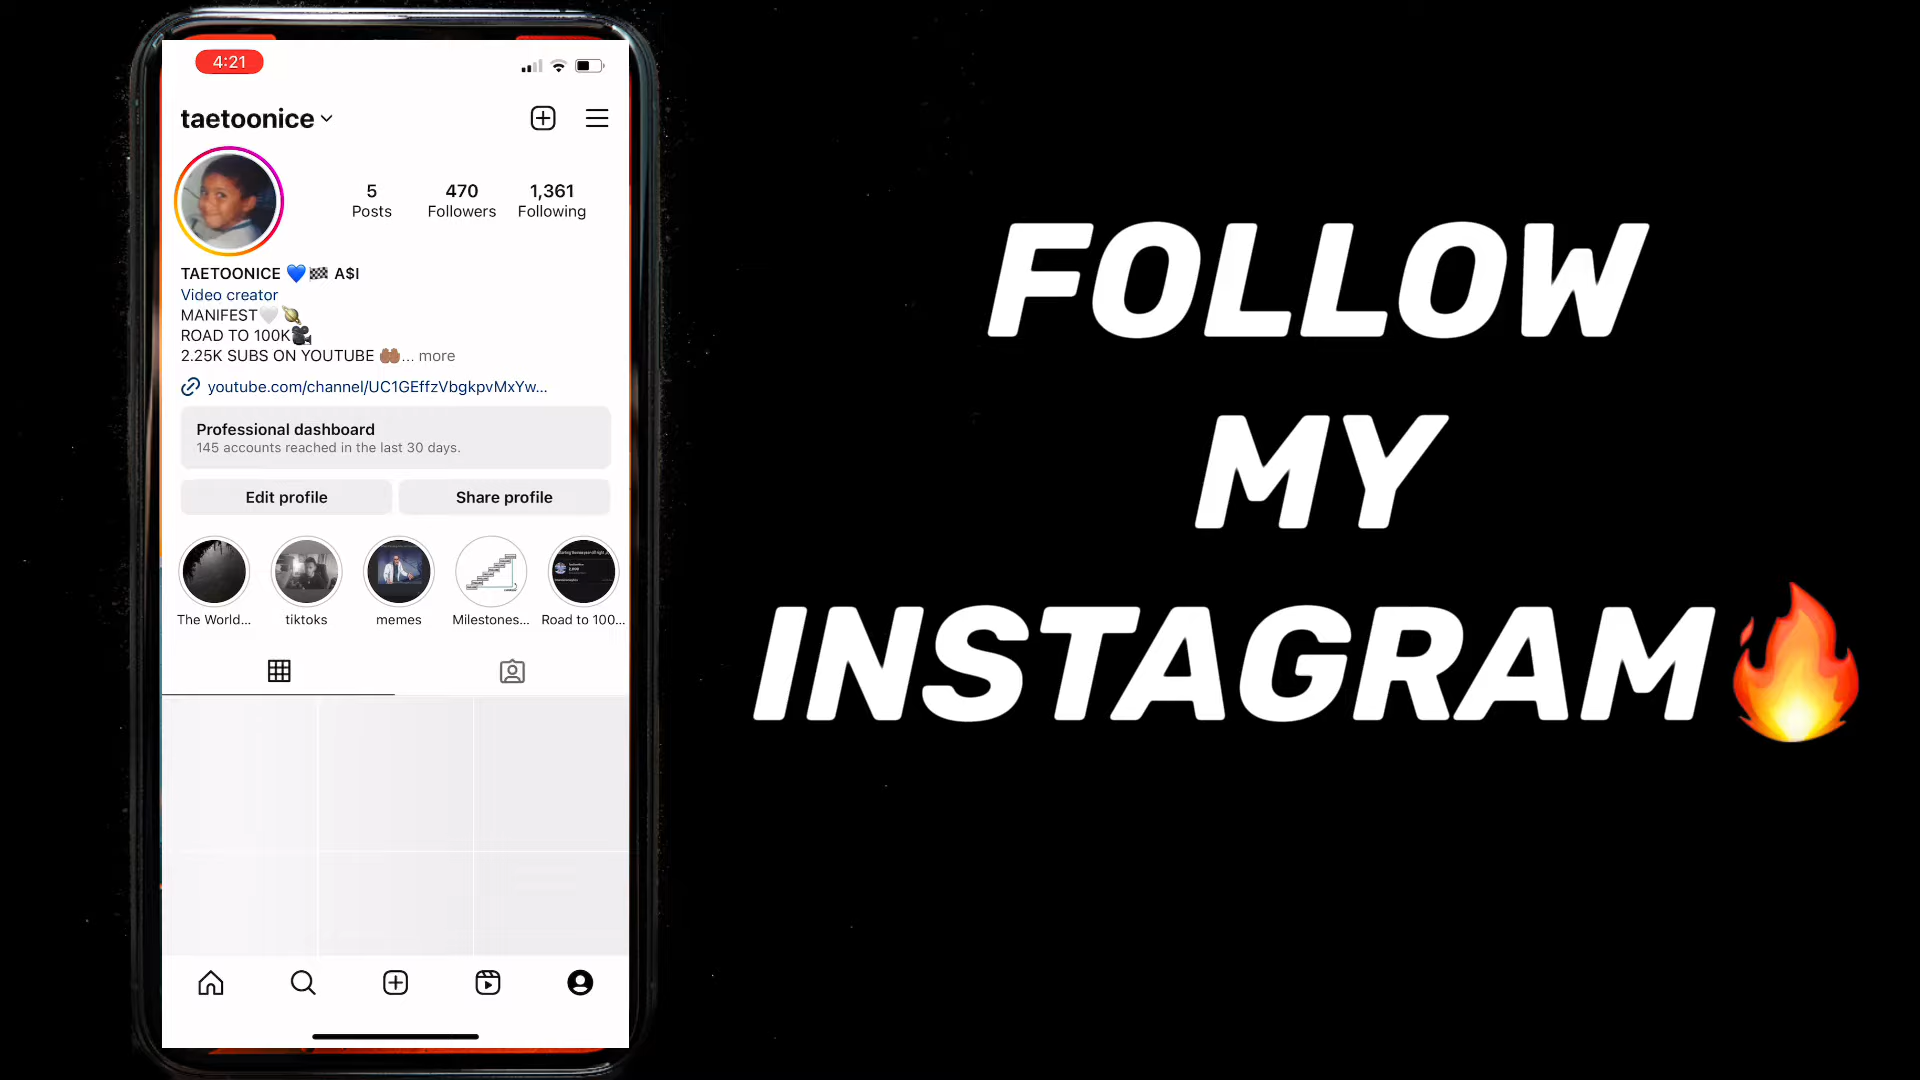 4:21
taetoonice
5 Posts
470 Followers
1,361 Following
TAETOONICE 💙🏁 A$I
Video creator
MANIFEST🤍🪐
ROAD TO 100K🎥
2.25K SUBS ON YOUTUBE 🤲🏾... more
youtube.com/channel/UC1GEffzVbgkpvMxYw...
Professional dashboard
145 accounts reached in the last 30 days.
Edit profile
Share profile
The World...
tiktoks
memes
Milestones...
Road to 100...
FOLLOW
MY
INSTAGRAM🔥